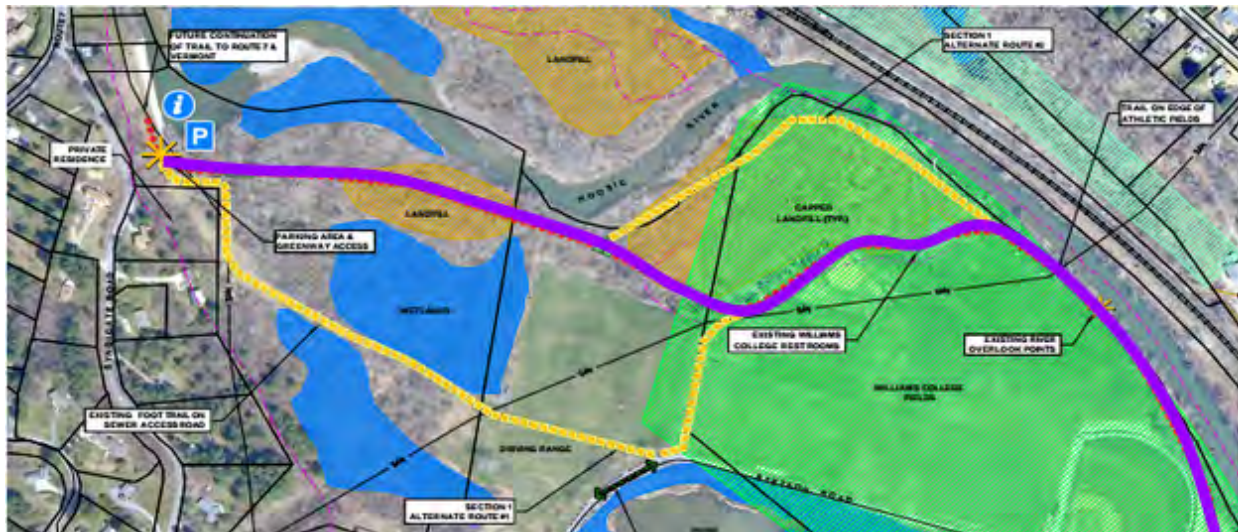 ROUTE 7
FUTURE CONTINUATION
OF TRAIL TO ROUTE 7 &
VERMONT
LANDFILL
SECTION 1
ALTERNATE ROUTE #2
i
P
PRIVATE
RESIDENCE
HOOSIC RIVER
TRAIL ON EDGE OF
ATHLETIC FIELDS
LANDFILL
CAPPED
LANDFILL (TYP.)
PARKING AREA &
GREENWAY ACCESS
WETLANDS
EXISTING WILLIAMS
COLLEGE RESTROOMS
EXISTING RIVER
OVERLOOK POINTS
WILLIAMS COLLEGE
FIELDS
EXISTING FOOT TRAIL ON
SEWER ACCESS ROAD
DRIVING RANGE
SECTION 1
ALTERNATE ROUTE #1
ROAD